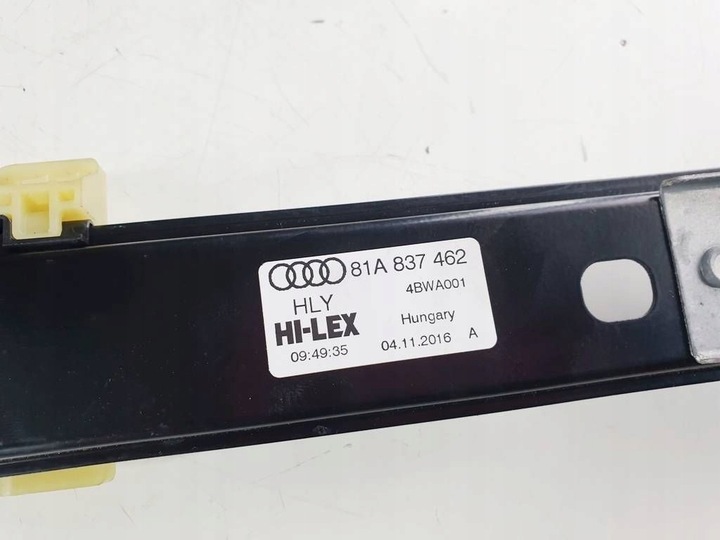 81A 837 462
4BWA001
HLY
HI-LEX
Hungary
09:49:35 04.11.2016 A